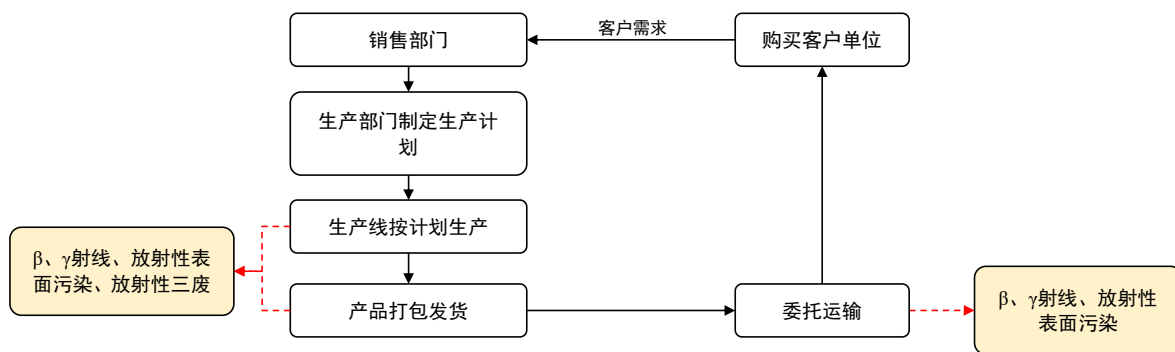 客户需求
销售部门
购买客户单位
生产部门制定生产计
划
生产线按计划生产
β、γ射线、放射性表
面污染、放射性三废
产品打包发货
委托运输
β、γ射线、放射性
表面污染